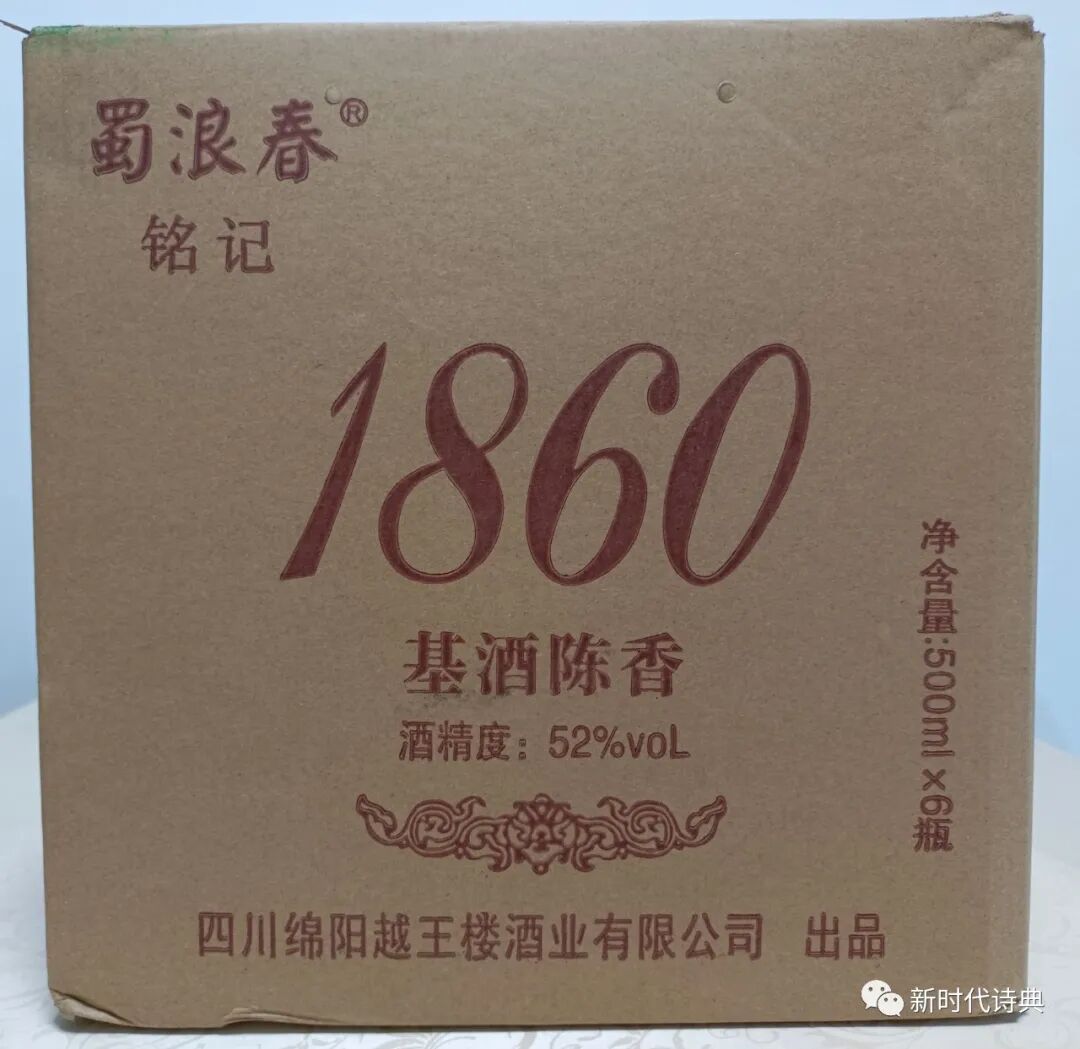 蜀浪春®
铭记
1860
基酒陈香
酒精度：52%voL
净含量:500ml×6瓶
四川绵阳越王楼酒业有限公司 出品
新时代诗典